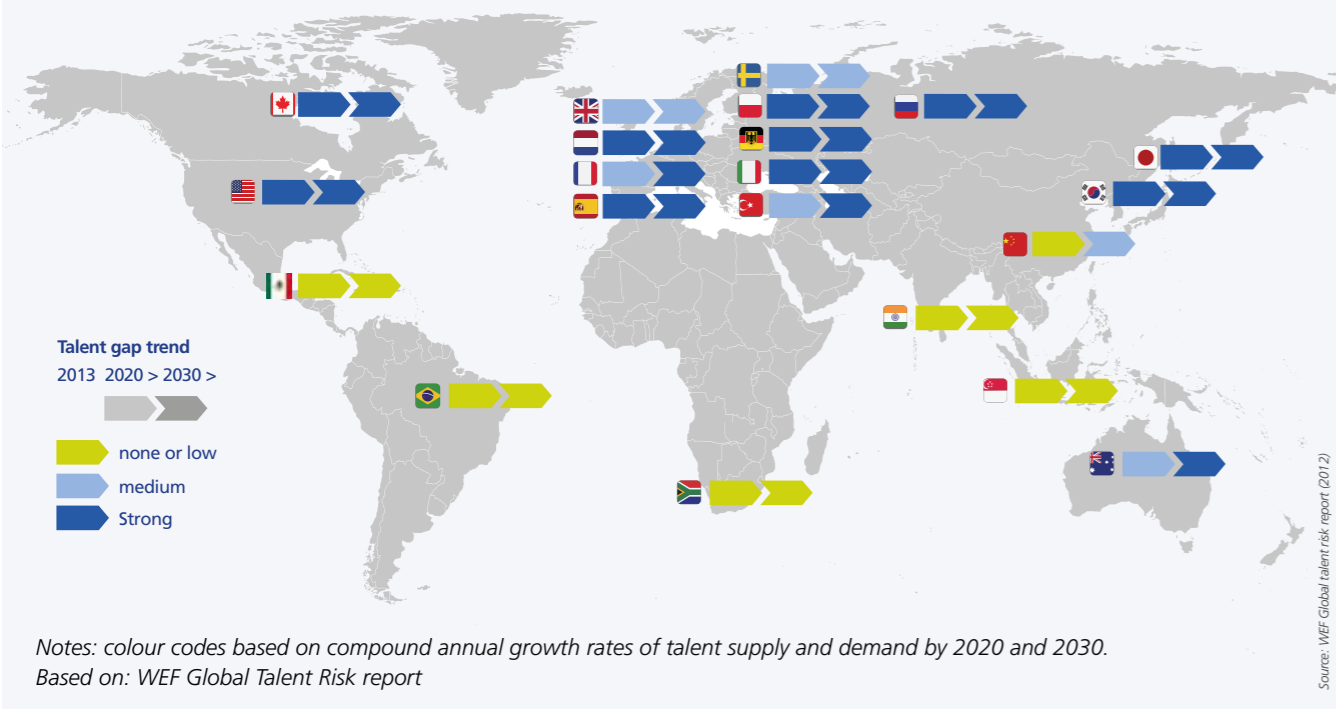 Talent gap trend
2013 2020 > 2030 >
none or low
medium
Strong
Notes: colour codes based on compound annual growth rates of talent supply and demand by 2020 and 2030.
Based on: WEF Global Talent Risk report
Source: WEF Global talent risk report (2012)